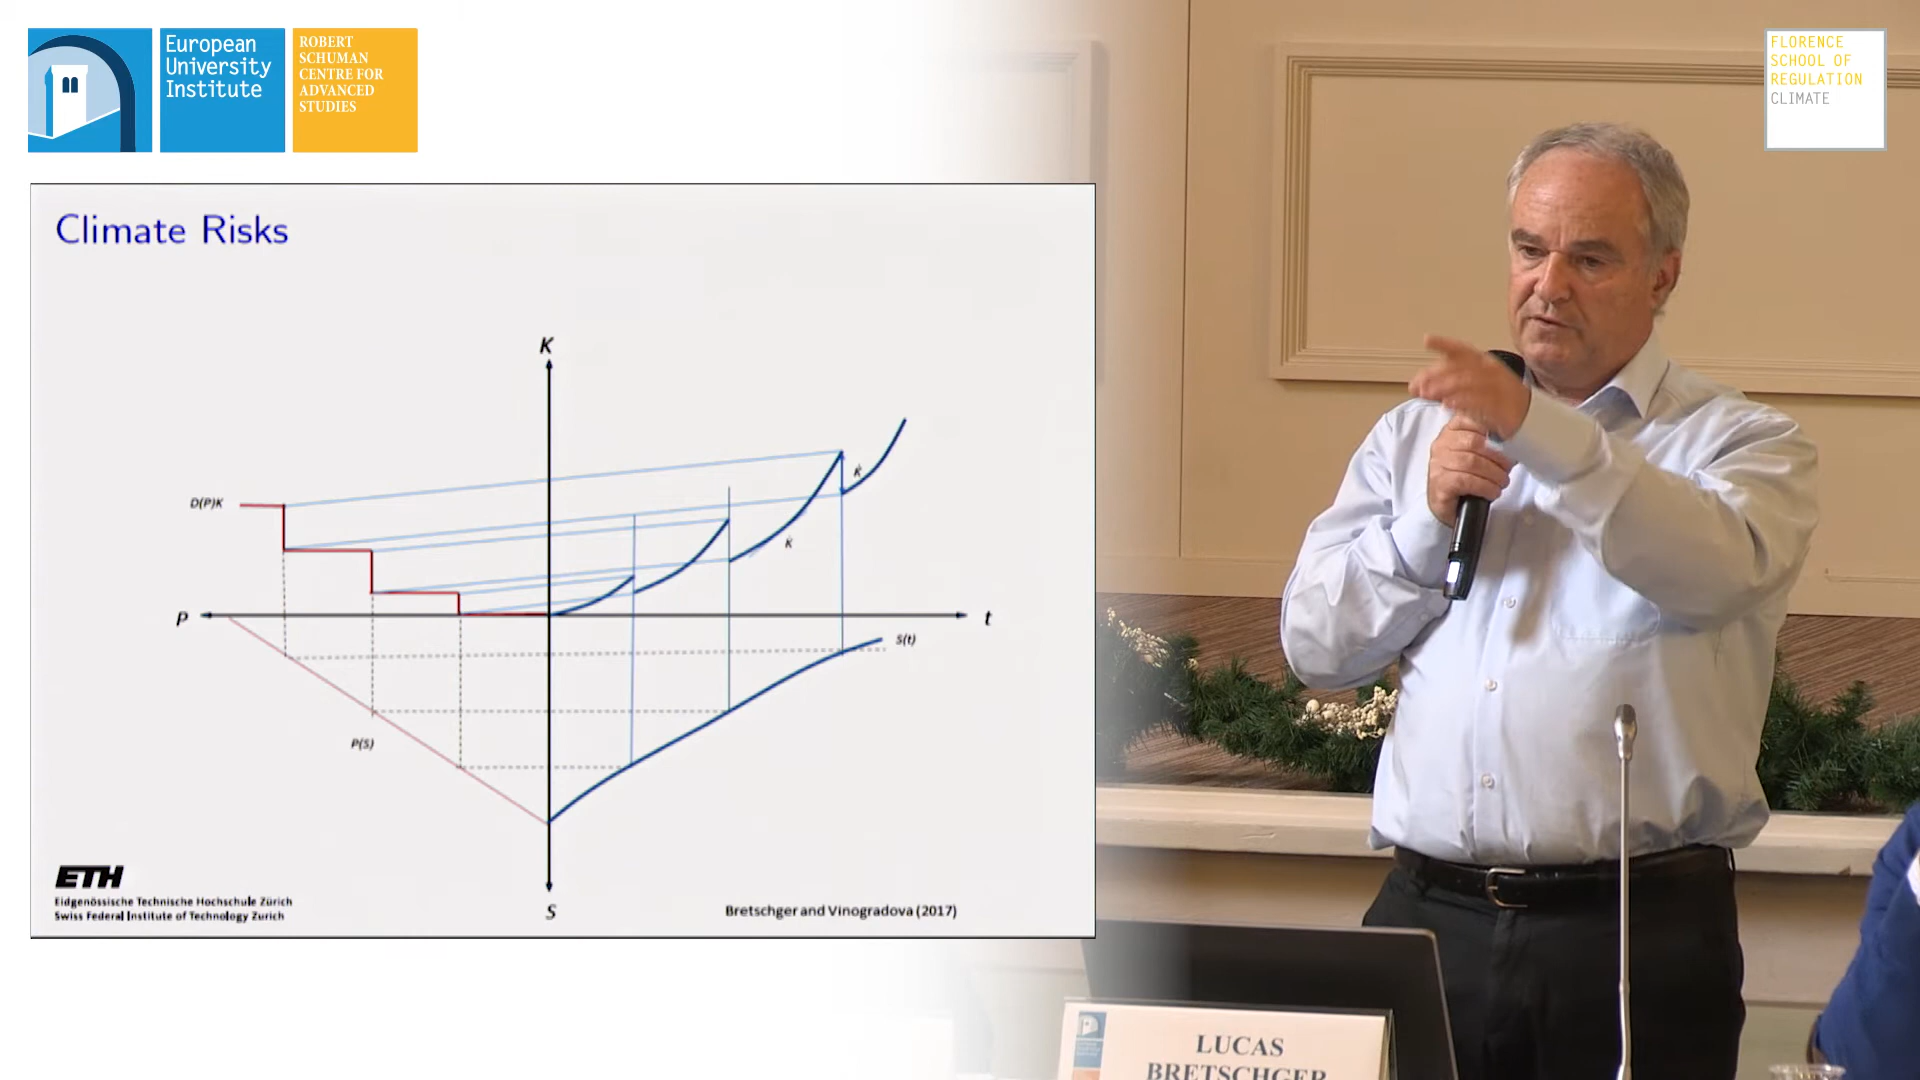 European
University
Institute
ROBERT
SCHUMAN
CENTRE FOR
ADVANCED
STUDIES
FLORENCE
SCHOOL OF
REGULATION
CLIMATE
Climate Risks
K
D(P)K
K̇
K̇
P
t
S(t)
P(S)
S
ETH
Eidgenössische Technische Hochschule Zürich
Swiss Federal Institute of Technology Zurich
Bretschger and Vinogradova (2017)
LUCAS
BRETSCHGER